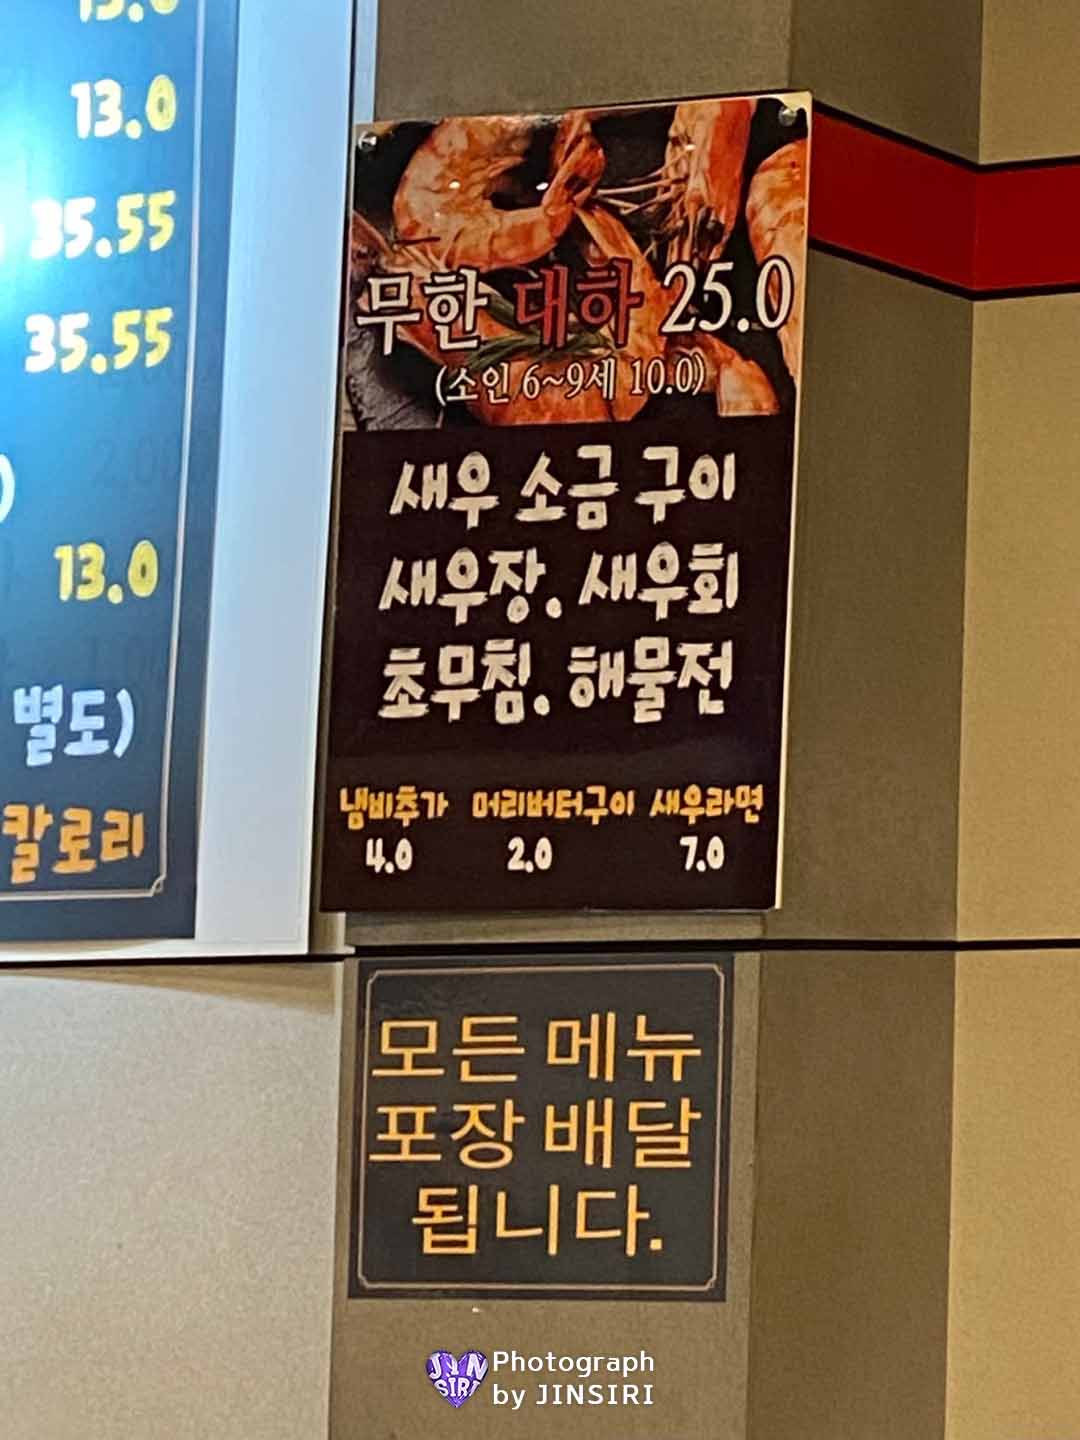 13.0
35.55
35.55
)
13.0
별도)
칼로리
무한 대하 25.0
(소인 6~9세 10.0)
새우 소금 구이
새우장. 새우회
초무침. 해물전
냄비추가 머리버터구이 새우라면
4.0 2.0 7.0
모든 메뉴
포장 배달
됩니다.
JIN
SIRI
Photograph
by JINSIRI